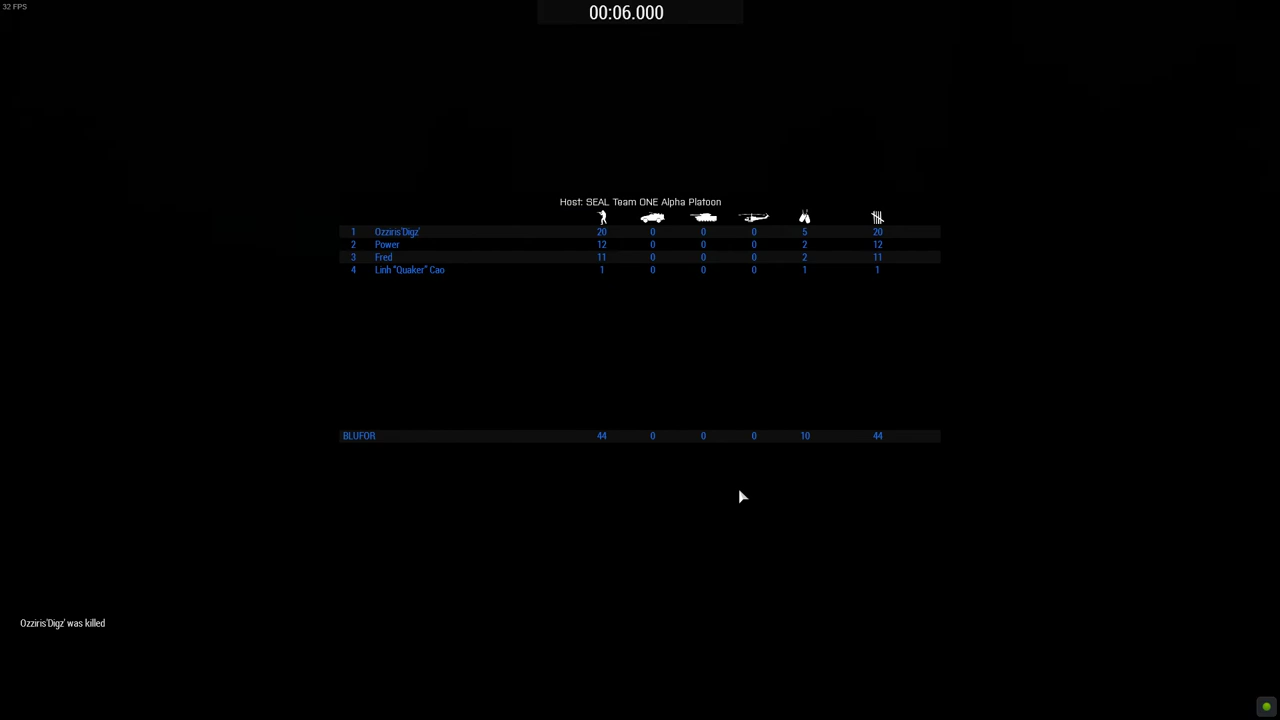 32 FPS
00:06.000
Host: SEAL Team ONE Alpha Platoon
1 Ozziris'Digz' 20 0 0 0 5 20
2 Power 12 0 0 0 2 12
3 Fred 11 0 0 0 2 11
4 Linh "Quaker" Cao 1 0 0 0 1 1
BLUFOR 44 0 0 0 10 44
Ozziris'Digz' was killed